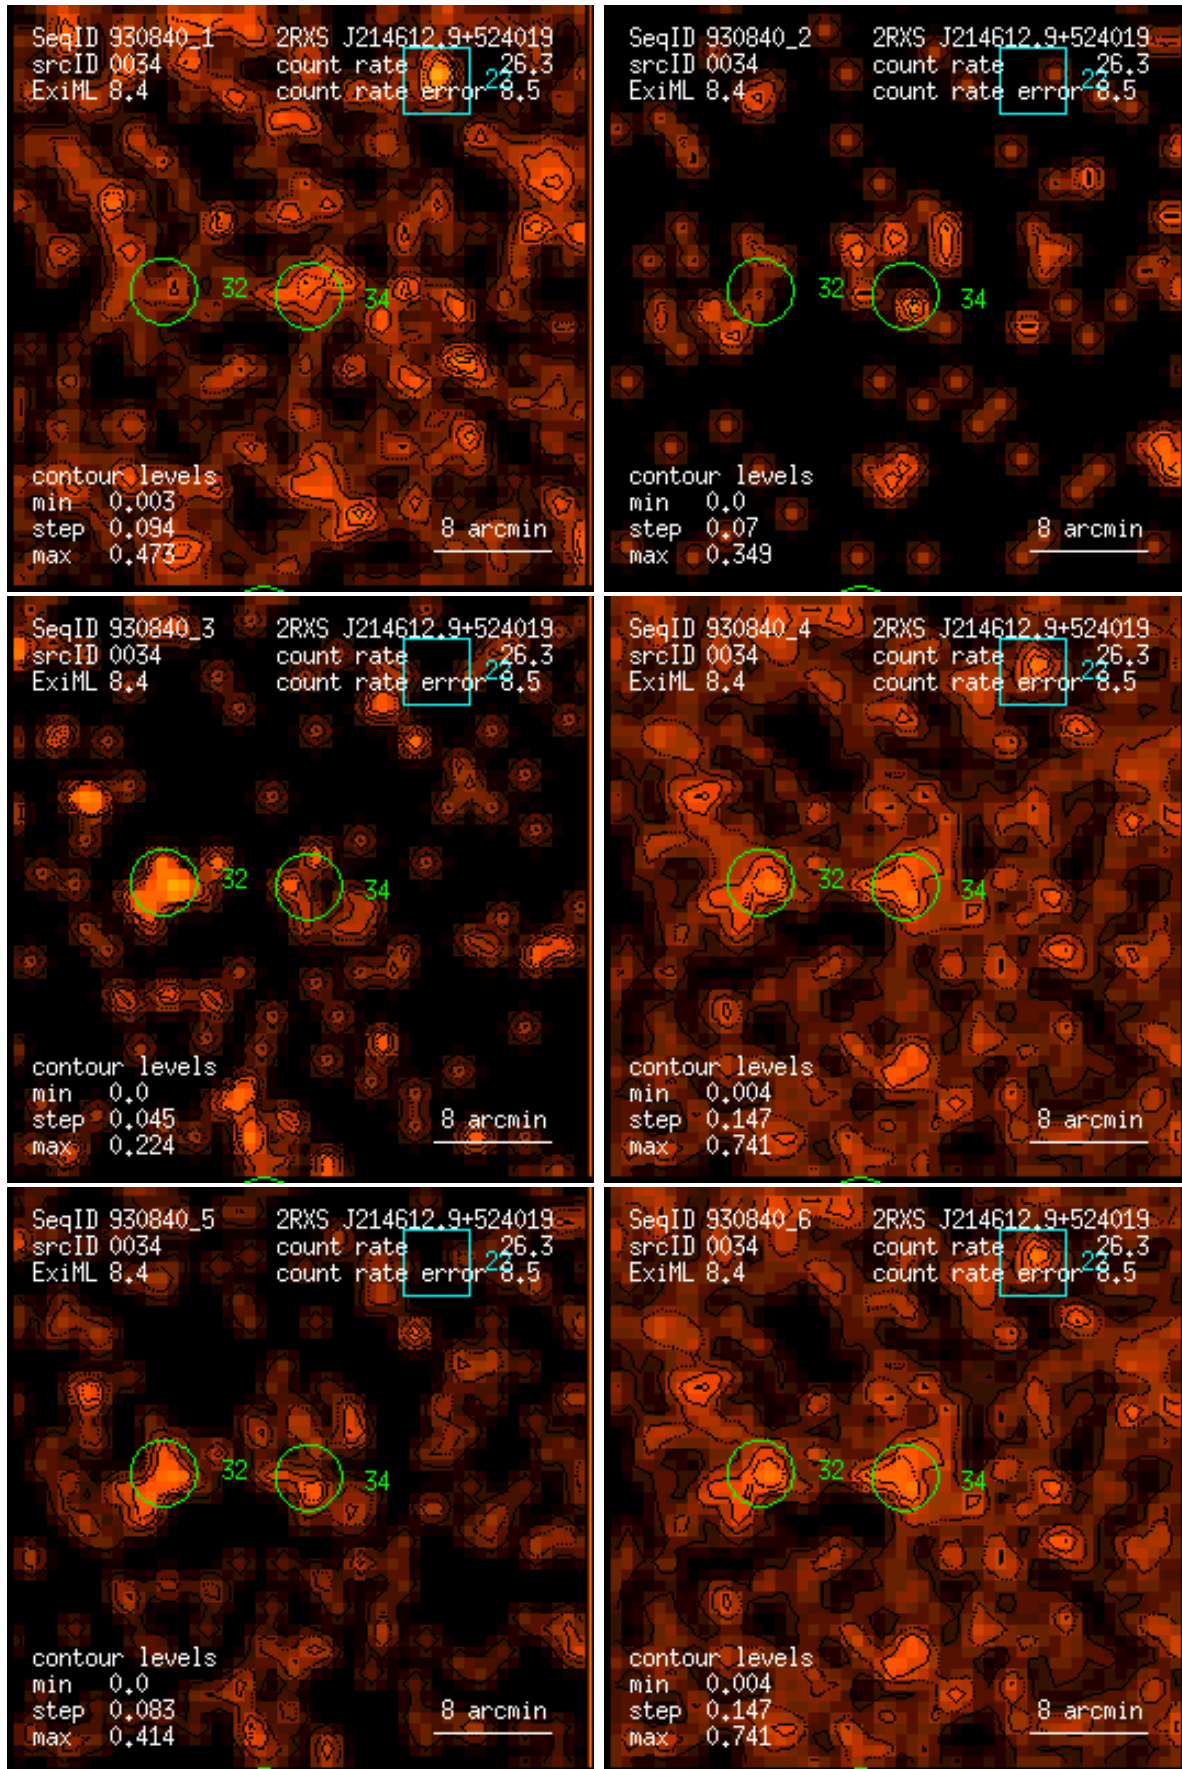 SeqID 930840_1 2RXS J214612.9+524019
srcID 0034 count rate 26.3
ExiML 8.4 count rate error 8.5
22
32 34
contour levels
min 0.003
step 0.094 8 arcmin
max 0.473
SeqID 930840_2 2RXS J214612.9+524019
srcID 0034 count rate 26.3
ExiML 8.4 count rate error 8.5
22
32 34
contour levels
min 0.0
step 0.07 8 arcmin
max 0.349
SeqID 930840_3 2RXS J214612.9+524019
srcID 0034 count rate 26.3
ExiML 8.4 count rate error 8.5
22
32 34
contour levels
min 0.0
step 0.045 8 arcmin
max 0.224
SeqID 930840_4 2RXS J214612.9+524019
srcID 0034 count rate 26.3
ExiML 8.4 count rate error 8.5
22
32 34
contour levels
min 0.004
step 0.147 8 arcmin
max 0.741
SeqID 930840_5 2RXS J214612.9+524019
srcID 0034 count rate 26.3
ExiML 8.4 count rate error 8.5
22
32 34
contour levels
min 0.0
step 0.083 8 arcmin
max 0.414
SeqID 930840_6 2RXS J214612.9+524019
srcID 0034 count rate 26.3
ExiML 8.4 count rate error 8.5
22
32 34
contour levels
min 0.004
step 0.147 8 arcmin
max 0.741